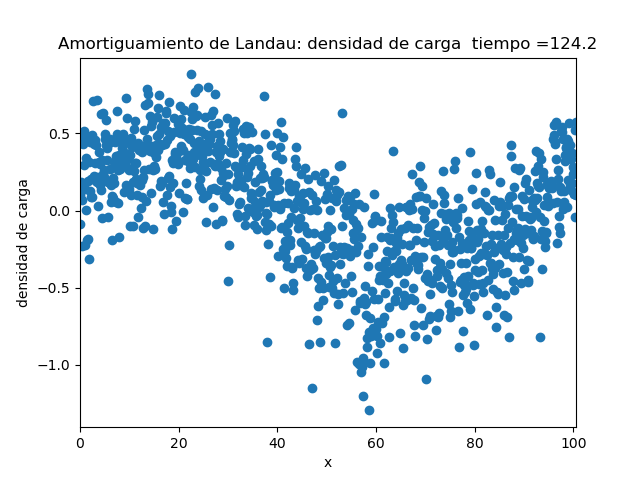 Amortiguamiento de Landau: densidad de carga  tiempo =124.2
densidad de carga
0.5
0.0
−0.5
−1.0
0 20 40 60 80 100
x